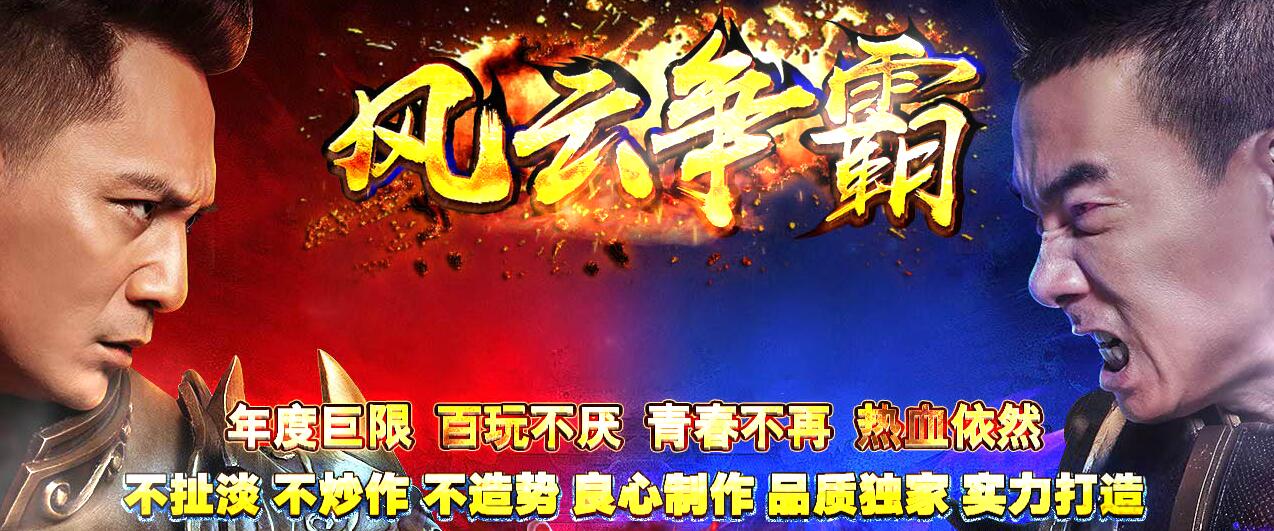 风云争霸
年度巨限 百玩不厌 青春不再 热血依然
不扯淡 不炒作 不造势 良心制作 品质独家 实力打造